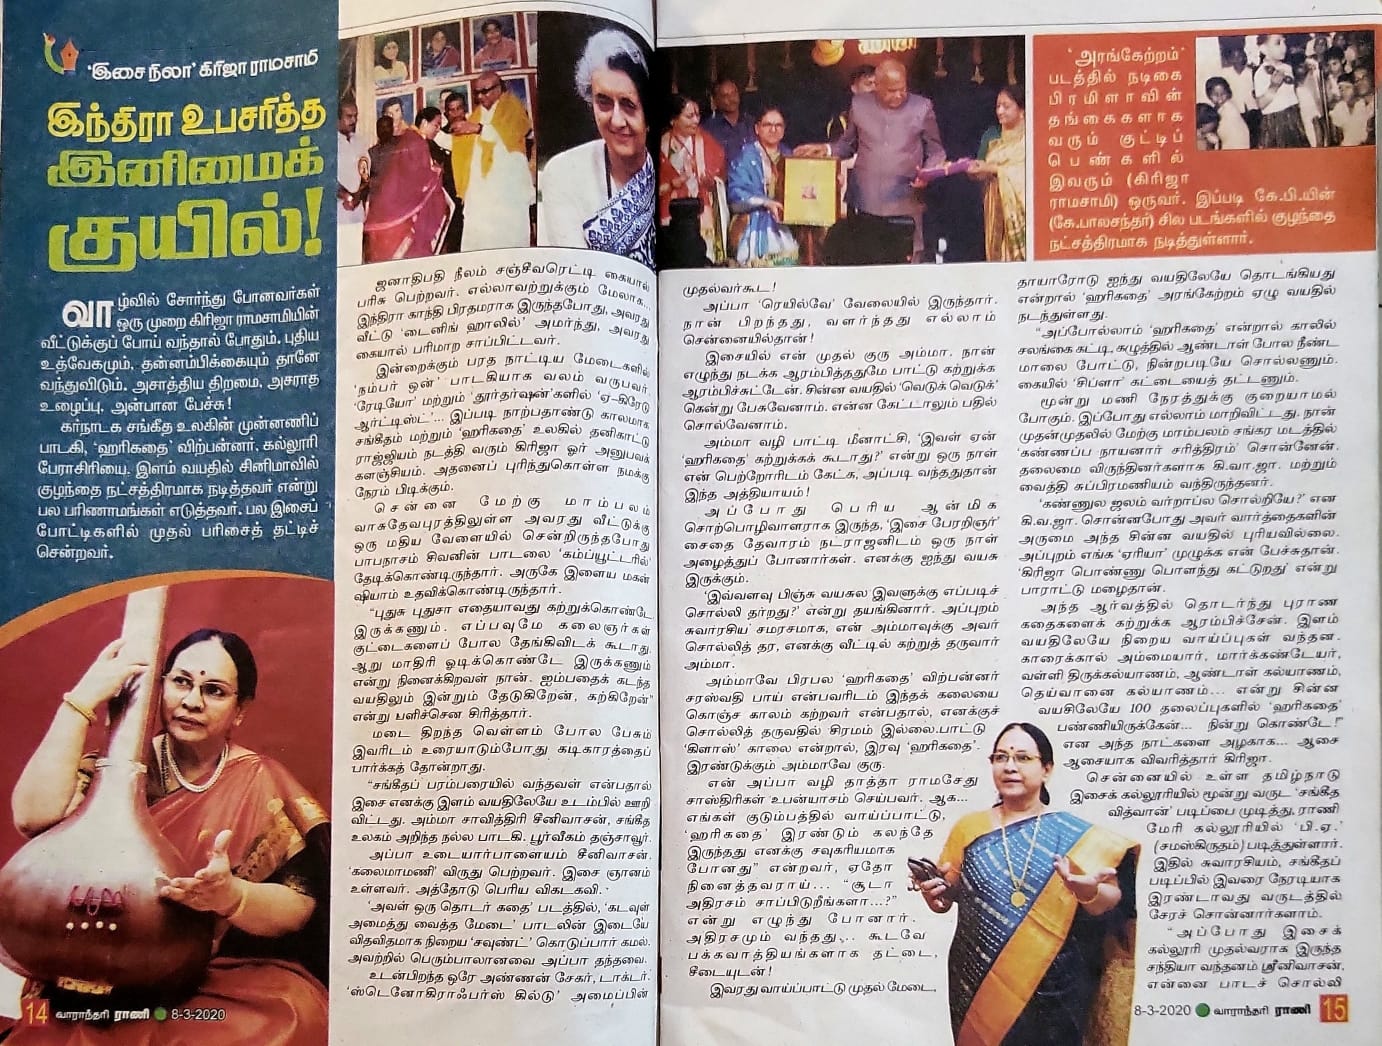 'இசை நிலா' கிரிஜா ராமசாமி
இந்திரா உபசரித்த
இனிமைக்
குயில்!
வாழ்வில் சோர்ந்து போனவர்கள்
ஒரு முறை கிரிஜா ராமசாமியின்
வீட்டுக்குப் போய் வந்தால் போதும். புதிய
உத்வேகமும், தன்னம்பிக்கையும் தானே
வந்துவிடும். அசாத்திய திறமை, அசராத
உழைப்பு. அன்பான பேச்சு!
கர்நாடக சங்கீத உலகின் முன்னணிப்
பாடகி, 'ஹரிகதை' விற்பன்னர், கல்லூரி
பேராசிரியை, இளம் வயதில் சினிமாவில்
குழந்தை நட்சத்திரமாக நடித்தவர் என்று
பல பரிணாமங்கள் எடுத்தவர். பல இசைப்
போட்டிகளில் முதல் பரிசைத் தட்டிச்
சென்றவர்.
14 வாராந்தரி ராணி 8-3-2020
ஜனாதிபதி நீலம் சஞ்சீவரெட்டி கையால்
பரிசு பெற்றவர். எல்லாவற்றுக்கும் மேலாக...
இந்திரா காந்தி பிரதமராக இருந்தபோது, அவரது
வீட்டு 'டைனிங் ஹாலில்' அமர்ந்து, அவரது
கையால் பரிமாற சாப்பிட்டவர்.
இன்றைக்கும் பரத நாட்டிய மேடைகளில்
'நம்பர் ஒன்' பாடகியாக வலம் வருபவர்.
'ரேடியோ' மற்றும் 'தூர்தர்ஷன்'களில் 'ஏ-கிரேடு
ஆர்ட்டிஸ்ட்'... இப்படி நாற்பதாண்டு காலமாக
சங்கீதம் மற்றும் 'ஹரிகதை' உலகில் தனிகாட்டு
ராஜ்ஜியம் நடத்தி வரும் கிரிஜா ஓர் அனுபவக்
களஞ்சியம். அதனைப் புரிந்துகொள்ள நமக்கு
நேரம் பிடிக்கும்.
சென்னை மேற்கு மாம்பலம்
வாசுதேவபுரத்திலுள்ள அவரது வீட்டுக்கு
ஒரு மதிய வேளையில் சென்றிருந்தபோது
பாபநாசம் சிவனின் பாடலை 'கம்ப்யூட்டரில்'
தேடிக்கொண்டிருந்தார். அருகே இளைய மகன்
ஷியாம் உதவிக்கொண்டிருந்தார்.
"புதுசு புதுசா எதையாவது கற்றுக்கொண்டே
இருக்கணும். எப்பவுமே கலைஞர்கள்
குட்டைகளைப் போல தேங்கிவிடக் கூடாது.
ஆறு மாதிரி ஓடிக்கொண்டே இருக்கணும்
என்று நினைக்கிறவள் நான். ஐம்பதைக் கடந்த
வயதிலும் இன்றும் தேடுகிறேன், கற்கிறேன்"
என்று பளிச்சென சிரித்தார்.
மடை திறந்த வெள்ளம் போல பேசும்
இவரிடம் உரையாடும்போது கடிகாரத்தைப்
பார்க்கத் தோன்றாது.
"சங்கீதப் பரம்பரையில் வந்தவள் என்பதால்
இசை எனக்கு இளம் வயதிலேயே உடம்பில் ஊறி
விட்டது. அம்மா சாவித்திரி சீனிவாசன், சங்கீத
உலகம் அறிந்த நல்ல பாடகி. பூர்வீகம் தஞ்சாவூர்.
அப்பா உடையார்பாளையம் சீனிவாசன்.
'கலைமாமணி' விருது பெற்றவர். இசை ஞானம்
உள்ளவர். அத்தோடு பெரிய விகடகவி.
'அவள் ஒரு தொடர் கதை' படத்தில், 'கடவுள்
அமைத்து வைத்த மேடை' பாடலின் இடையே
விதவிதமாக நிறைய 'சவுண்ட்' கொடுப்பார் கமல்.
அவற்றில் பெரும்பாலானவை அப்பா தந்தவை.
உடன்பிறந்த ஒரே அண்ணன் சேகர், டாக்டர்.
'ஸ்டெனோகிராஃபர்ஸ் கில்டு' அமைப்பின்
'அரங்கேற்றம்'
படத்தில் நடிகை
பிரமிளாவின்
தங்கைகளாக
வரும் குட்டிப்
பெண்களில்
இவரும் (கிரிஜா
ராமசாமி) ஒருவர். இப்படி கே.பி.யின்
(கே.பாலசந்தர்) சில படங்களில் குழந்தை
நட்சத்திரமாக நடித்துள்ளார்.
முதல்வர்கூட!
அப்பா 'ரெயில்வே' வேலையில் இருந்தார்.
நான் பிறந்தது, வளர்ந்தது எல்லாம்
சென்னையில்தான்!
இசையில் என் முதல் குரு அம்மா. நான்
எழுந்து நடக்க ஆரம்பித்ததுமே பாட்டு கற்றுக்க
ஆரம்பிச்சுட்டேன். சின்ன வயதில் 'வெடுக் வெடுக்'
கென்று பேசுவேனாம். என்ன கேட்டாலும் பதில்
சொல்வேனாம்.
அம்மா வழி பாட்டி மீனாட்சி, 'இவள் ஏன்
'ஹரிகதை' கற்றுக்கக் கூடாது?' என்று ஒரு நாள்
என் பெற்றோரிடம் கேட்க, அப்படி வந்ததுதான்
இந்த அத்தியாயம்!
அப்போது பெரிய ஆன்மிக
சொற்பொழிவாளராக இருந்த, 'இசை பேரறிஞர்'
சைதை தேவாரம் நட்ராஜனிடம் ஒரு நாள்
அழைத்துப் போனார்கள். எனக்கு ஐந்து வயசு
இருக்கும்.
'இவ்வளவு பிஞ்சு வயசுல இவளுக்கு எப்படிச்
சொல்லி தர்றது?' என்று தயங்கினார். அப்புறம்
சுவாரசிய சமரசமாக, என் அம்மாவுக்கு அவர்
சொல்லித் தர, எனக்கு வீட்டில் கற்றுத் தருவார்
அம்மா.
அம்மாவே பிரபல 'ஹரிகதை' விற்பன்னர்
சரஸ்வதி பாய் என்பவரிடம் இந்தக் கலையை
கொஞ்ச காலம் கற்றவர் என்பதால், எனக்குச்
சொல்லித் தருவதில் சிரமம் இல்லை.பாட்டு
'கிளாஸ்' காலை என்றால், இரவு 'ஹரிகதை'.
இரண்டுக்கும் அம்மாவே குரு.
என் அப்பா வழி தாத்தா ராமசேது
சாஸ்திரிகள் உபன்யாசம் செய்பவர். ஆக...
எங்கள் குடும்பத்தில் வாய்ப்பாட்டு,
'ஹரிகதை' இரண்டும் கலந்தே
இருந்தது எனக்கு சவுகரியமாக
போனது" என்றவர், ஏதோ
நினைத்தவராய்... "சூடா
அதிரசம் சாப்பிடுறீங்களா...?"
என்று எழுந்து போனார்.
அதிரசமும் வந்தது,.. கூடவே
பக்கவாத்தியங்களாக தட்டை,
சீடையுடன்!
இவரது வாய்ப்பாட்டு முதல் மேடை,
தாயாரோடு ஐந்து வயதிலேயே தொடங்கியது
என்றால் 'ஹரிகதை' அரங்கேற்றம் ஏழு வயதில்
நடந்துள்ளது.
"அப்போல்லாம் 'ஹரிகதை' என்றால் காலில்
சலங்கை கட்டி, கழுத்தில் ஆண்டாள் போல நீண்ட
மாலை போட்டு, நின்றபடியே சொல்லணும்.
கையில் 'சிப்ளா' கட்டையைத் தட்டணும்.
மூன்று மணி நேரத்துக்கு குறையாமல்
போகும். இப்போது எல்லாம் மாறிவிட்டது. நான்
முதன்முதலில் மேற்கு மாம்பலம் சங்கர மடத்தில்
'கண்ணப்ப நாயனார் சரித்திரம்' சொன்னேன்.
தலைமை விருந்தினர்களாக கி.வா.ஜா. மற்றும்
வைத்தி சுப்பிரமணியம் வந்திருந்தனர்.
'கண்ணுல ஜலம் வர்றாப்ல சொல்றியே?' என
கி.வ.ஜா. சொன்னபோது அவர் வார்த்தைகளின்
அருமை அந்த சின்ன வயதில் புரியவில்லை.
அப்புறம் எங்க 'ஏரியா' முழுக்க என் பேச்சுதான்.
'கிரிஜா பொண்ணு பொளந்து கட்டுறது' என்று
பாராட்டு மழைதான்.
அந்த ஆர்வத்தில் தொடர்ந்து புராண
கதைகளைக் கற்றுக்க ஆரம்பிச்சேன். இளம்
வயதிலேயே நிறைய வாய்ப்புகள் வந்தன.
காரைக்கால் அம்மையார், மார்க்கண்டேயர்,
வள்ளி திருக்கல்யாணம், ஆண்டாள் கல்யாணம்,
தெய்வானை கல்யாணம்... என்று சின்ன
வயதிலேயே 100 தலைப்புகளில் 'ஹரிகதை'
பண்ணியிருக்கேன்... நின்று கொண்டே!"
என அந்த நாட்களை அழகாக... ஆசை
ஆசையாக விவரித்தார் கிரிஜா.
சென்னையில் உள்ள தமிழ்நாடு
இசைக் கல்லூரியில் மூன்று வருட 'சங்கீத
வித்வான்' படிப்பை முடித்து, ராணி
மேரி கல்லூரியில் 'பி.ஏ.'
(சமஸ்கிருதம்) படித்துள்ளார்.
இதில் சுவாரசியம், சங்கீதப்
படிப்பில் இவரை நேரடியாக
இரண்டாவது வருடத்தில்
சேரச் சொன்னார்களாம்.
"அப்போது இசைக்
கல்லூரி முதல்வராக இருந்த
சந்தியா வந்தனம் ஸ்ரீனிவாசன்,
என்னை பாடச் சொல்லி
8-3-2020 வாராந்தரி ராணி 15